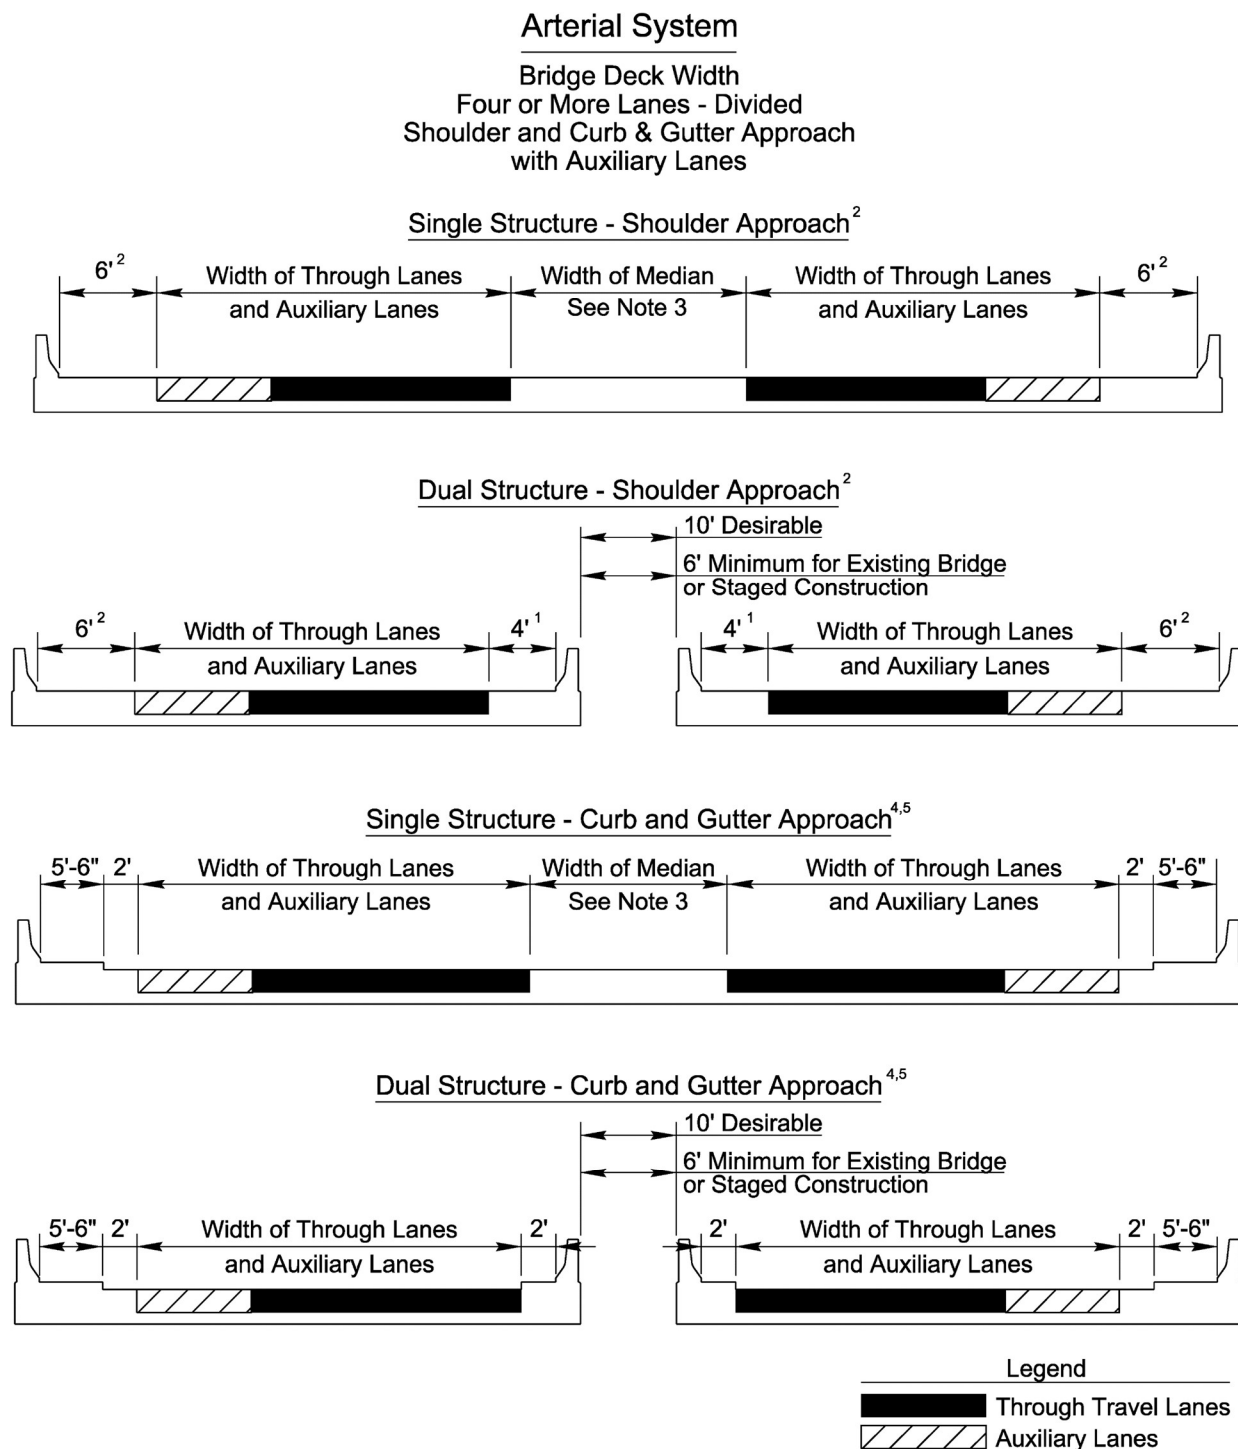 Arterial System
Bridge Deck Width
Four or More Lanes - Divided
Shoulder and Curb & Gutter Approach
with Auxiliary Lanes
Single Structure - Shoulder Approach 2
6' 2 Width of Through Lanes Width of Median Width of Through Lanes 6' 2
and Auxiliary Lanes See Note 3 and Auxiliary Lanes
Dual Structure - Shoulder Approach 2
10' Desirable
6' Minimum for Existing Bridge
or Staged Construction
6' 2 Width of Through Lanes 4' 1 4' 1 Width of Through Lanes 6' 2
and Auxiliary Lanes and Auxiliary Lanes
Single Structure - Curb and Gutter Approach 4,5
5'-6" 2' Width of Through Lanes Width of Median Width of Through Lanes 2' 5'-6"
and Auxiliary Lanes See Note 3 and Auxiliary Lanes
Dual Structure - Curb and Gutter Approach 4,5
10' Desirable
6' Minimum for Existing Bridge
or Staged Construction
5'-6" 2' Width of Through Lanes 2' 2' Width of Through Lanes 2' 5'-6"
and Auxiliary Lanes and Auxiliary Lanes
Legend
Through Travel Lanes
Auxiliary Lanes